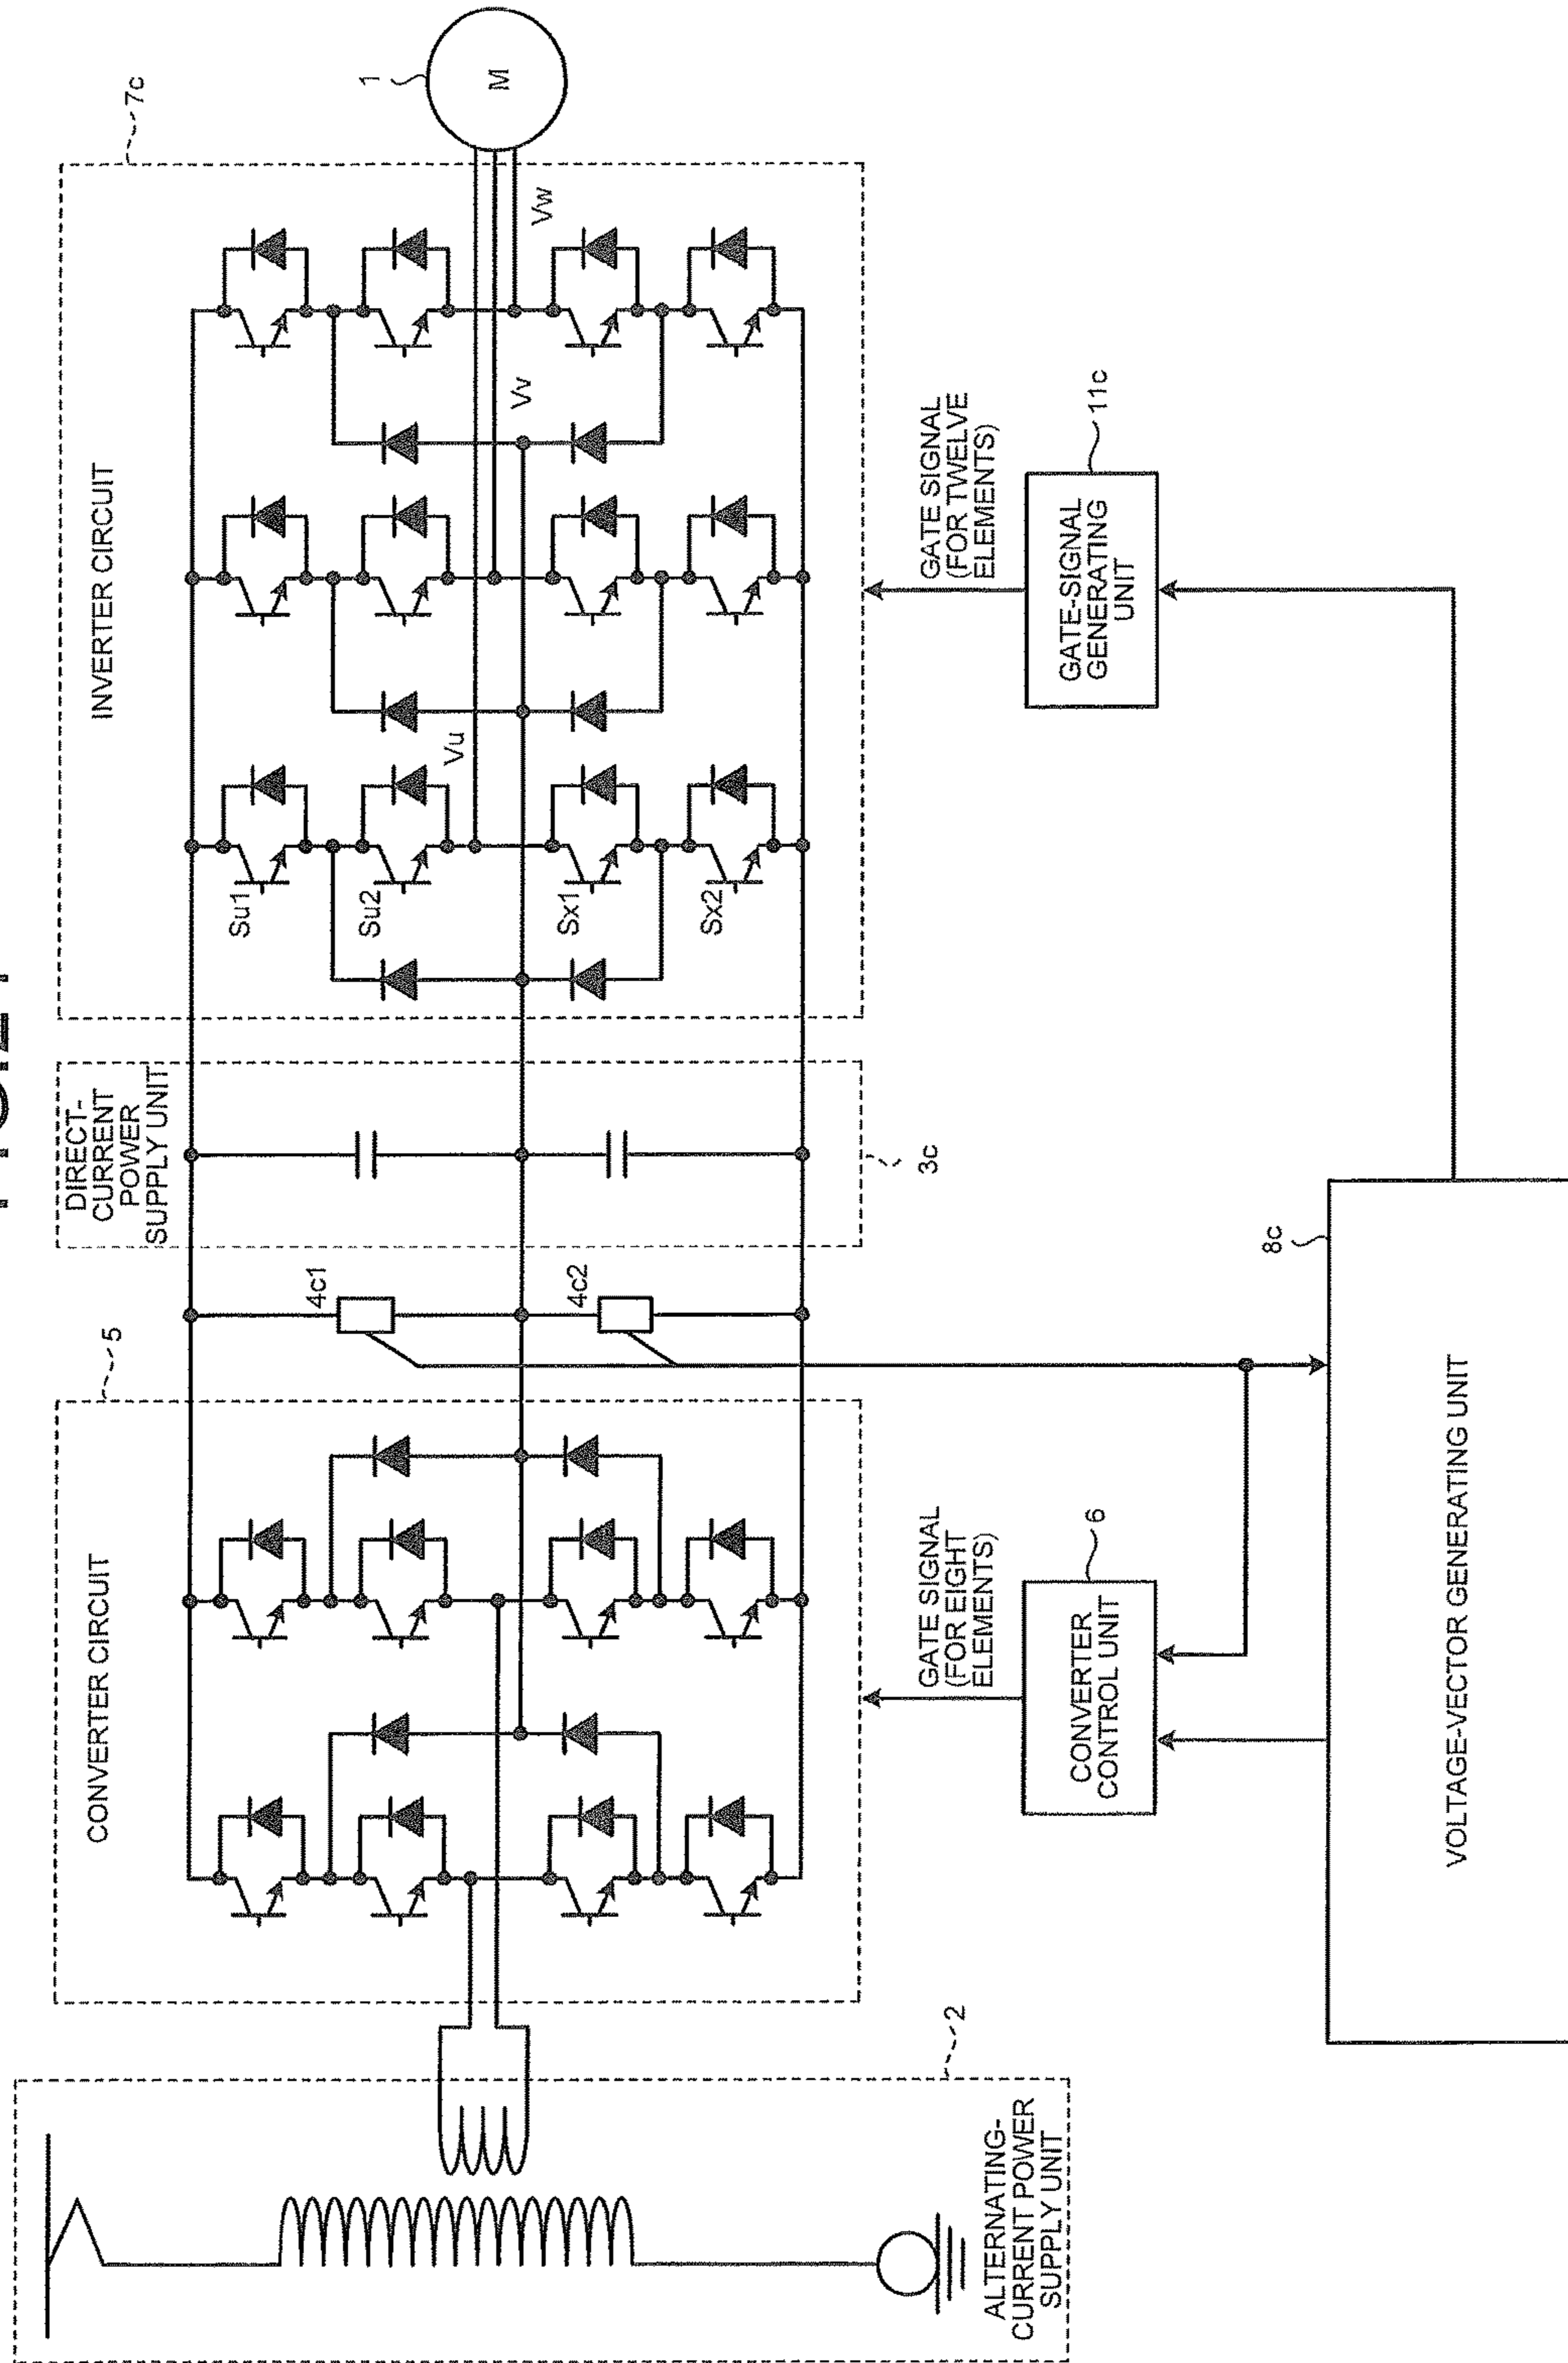 ALTERNATING-
CURRENT POWER
SUPPLY UNIT
2
CONVERTER CIRCUIT
5
GATE SIGNAL
(FOR EIGHT
ELEMENTS)
CONVERTER
CONTROL UNIT
6
4c1
4c2
DIRECT-
CURRENT
POWER
SUPPLY UNIT
3c
INVERTER CIRCUIT
7c
Su1
Su2
Sx1
Sx2
Vu
Vv
Vw
1
M
GATE SIGNAL
(FOR TWELVE
ELEMENTS)
GATE-SIGNAL
GENERATING
UNIT
11c
8c
VOLTAGE-VECTOR GENERATING UNIT